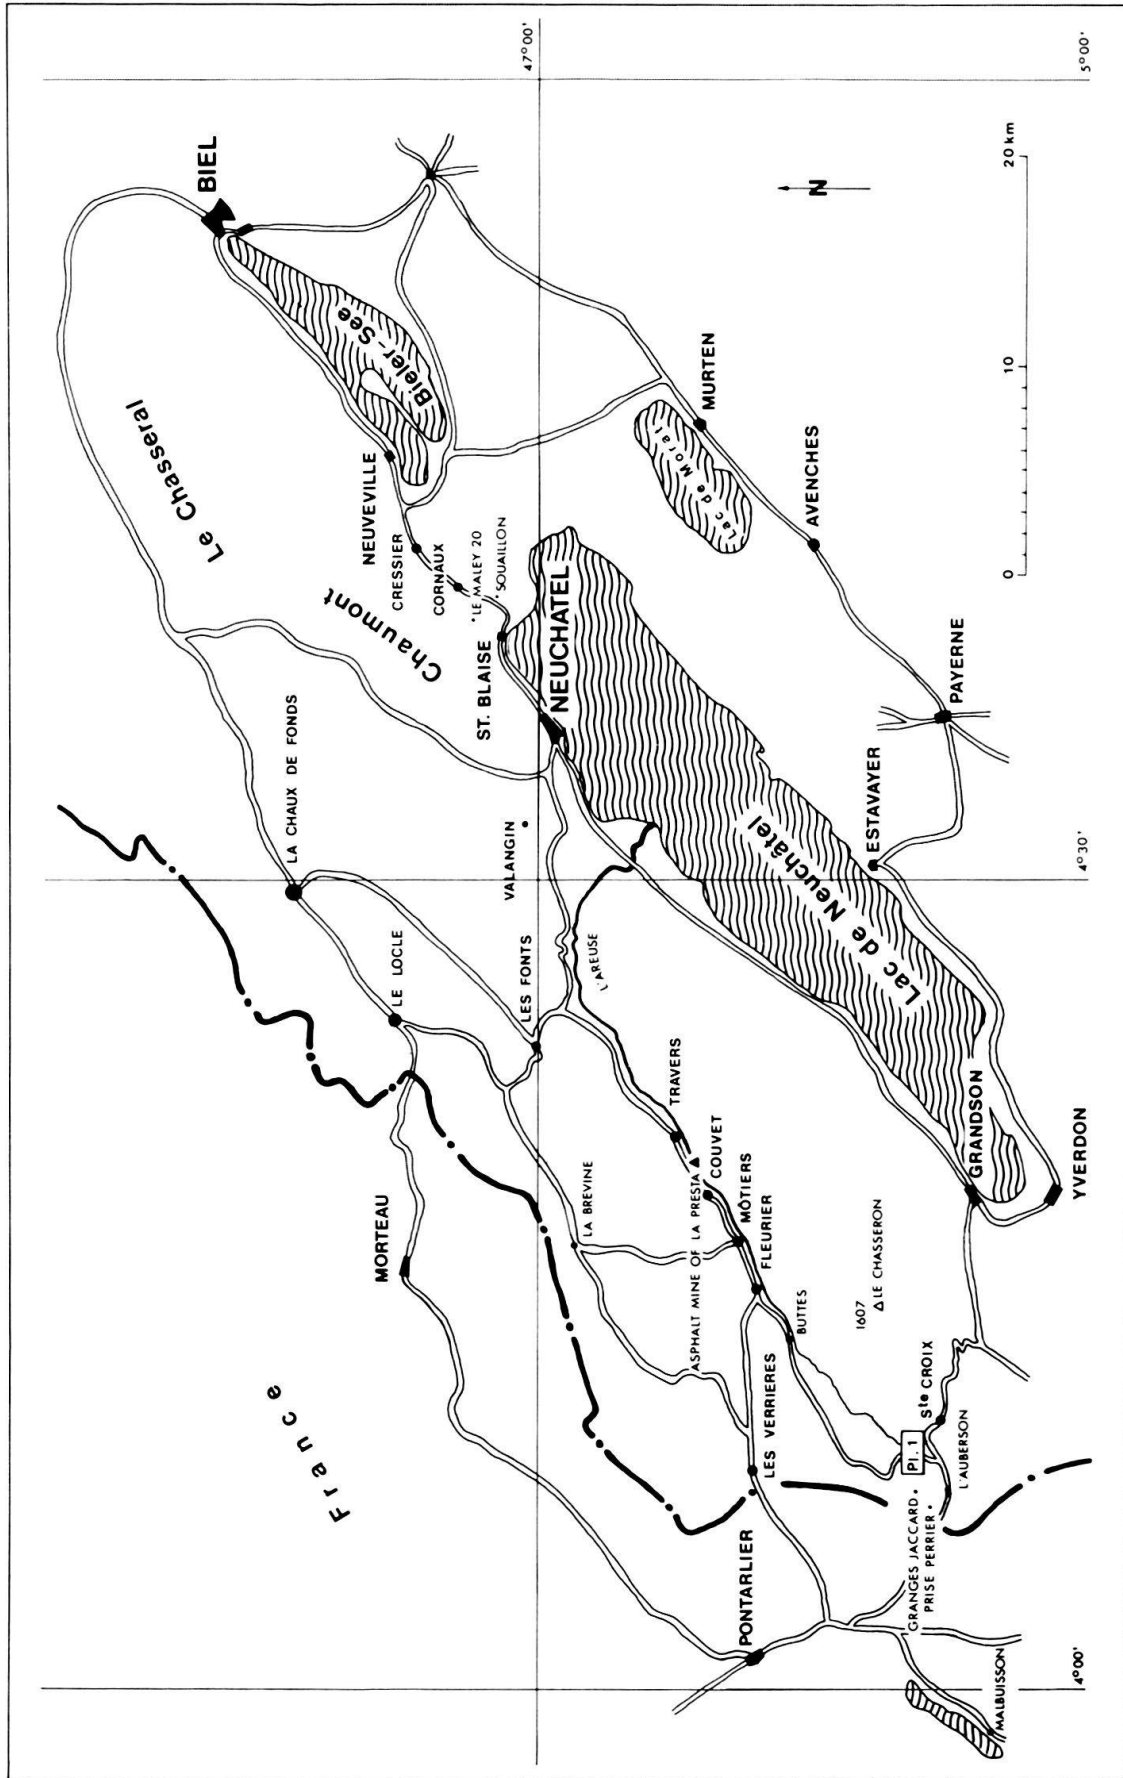 47°00'
5°00'
4°30'
4°00'
BIEL
Bieler-See
Le Chasseral
NEUVEVILLE
CRESSIER
CORNAUX
"LE MALEY 20
"SOUAILLON
Chaumont
ST. BLAISE
NEUCHATEL
Lac de Morat
MURTEN
AVENCHES
PAYERNE
ESTAVAYER
Lac de Neuchâtel
0 10 20 km
N
LA CHAUX DE FONDS
VALANGIN
LE LOCLE
LES FONTS
L'AREUSE
TRAVERS
COUVET
MÔTIERS
FLEURIER
BUTTES
ASPHALT MINE OF LA PRESTA
LA BREVINE
MORTEAU
France
GRANDSON
YVERDON
1607
LE CHASSERON
LES VERRIERES
Ste CROIX
Pl. 1
L'AUBERSON
GRANGES JACCARD
PRISE PERRIER
PONTARLIER
MALBUISSON